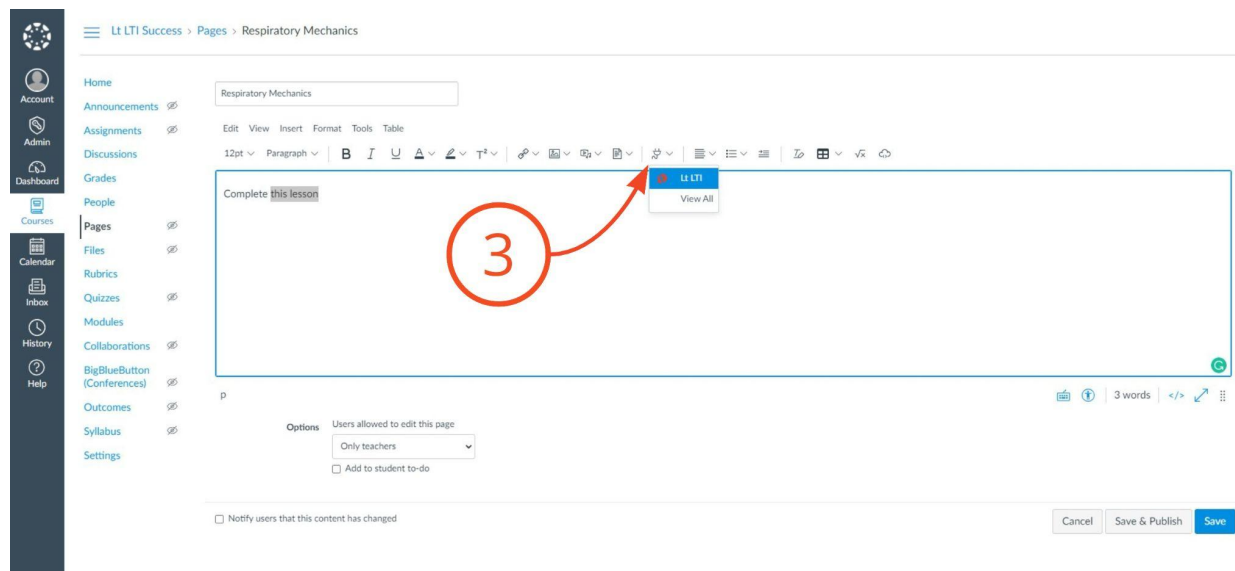 Lt LTI Success > Pages > Respiratory Mechanics
Account
Admin
Dashboard
Courses
Calendar
Inbox
History
Help
Home
Announcements
Assignments
Discussions
Grades
People
Pages
Files
Rubrics
Quizzes
Modules
Collaborations
BigBlueButton
(Conferences)
Outcomes
Syllabus
Settings
Respiratory Mechanics
Edit View Insert Format Tools Table
12pt Paragraph B I U A T²
Lt LTI
View All
Complete this lesson
3
p
3 words </>
Options
Users allowed to edit this page
Only teachers
Add to student to-do
Notify users that this content has changed
Cancel Save & Publish Save